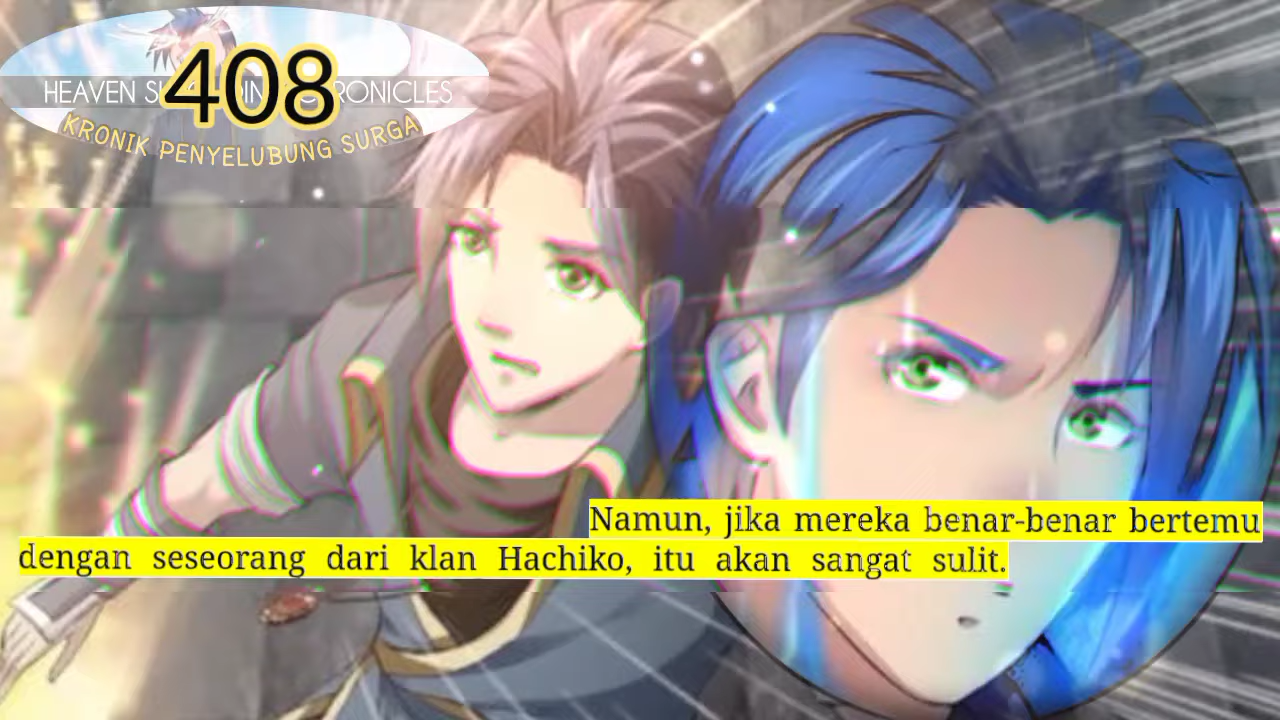 408
HEAVEN S RONICLES
KRONIK PENYELUBUNG SURGA
Namun, jika mereka benar-benar bertemu
dengan seseorang dari klan Hachiko, itu akan sangat sulit.